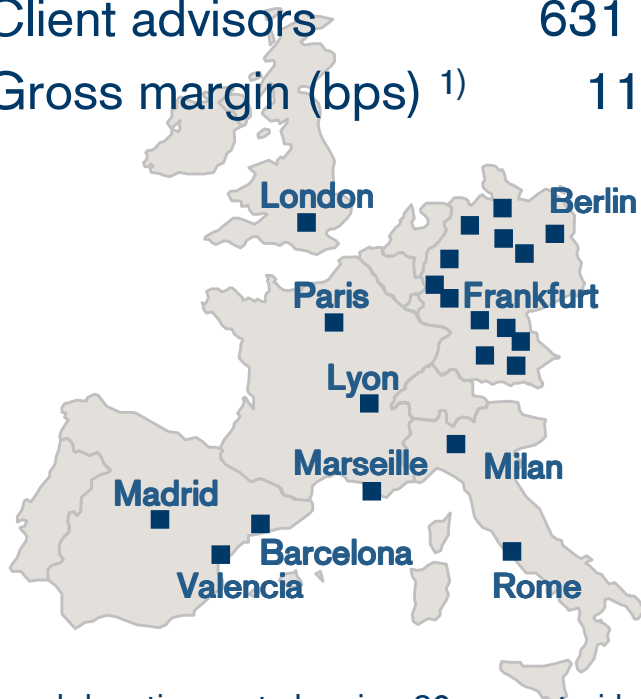 Client advisors 631
Gross margin (bps) 1) 11
London
Berlin
Paris
Frankfurt
Lyon
Marseille
Milan
Madrid
Barcelona
Valencia
Rome